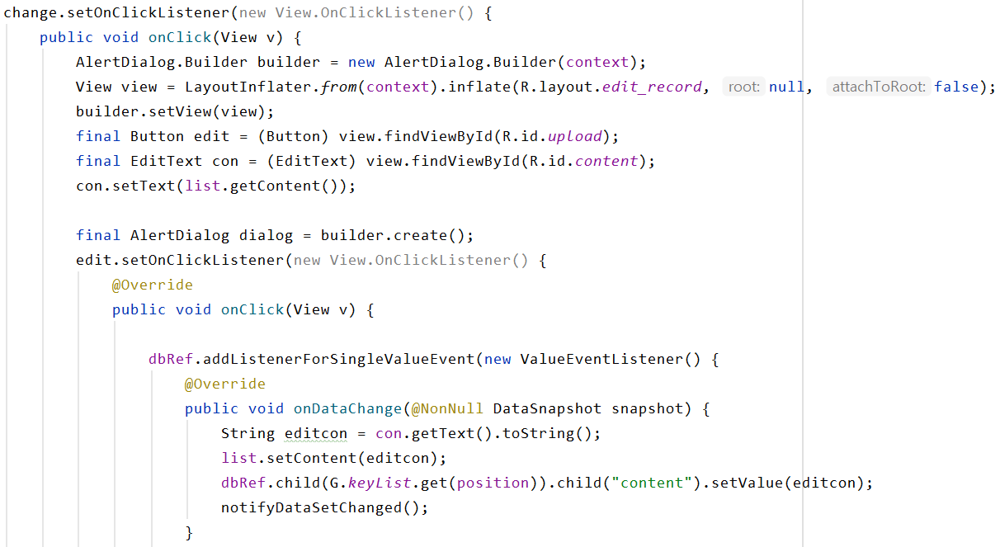 change.setOnClickListener(new View.OnClickListener() {
public void onClick(View v) {
AlertDialog.Builder builder = new AlertDialog.Builder(context);
View view = LayoutInflater.from(context).inflate(R.layout.edit_record, root: null, attachToRoot: false);
builder.setView(view);
final Button edit = (Button) view.findViewById(R.id.upload);
final EditText con = (EditText) view.findViewById(R.id.content);
con.setText(list.getContent());
final AlertDialog dialog = builder.create();
edit.setOnClickListener(new View.OnClickListener() {
@Override
public void onClick(View v) {
dbRef.addListenerForSingleValueEvent(new ValueEventListener() {
@Override
public void onDataChange(@NonNull DataSnapshot snapshot) {
String editcon = con.getText().toString();
list.setContent(editcon);
dbRef.child(G.keyList.get(position)).child("content").setValue(editcon);
notifyDataSetChanged();
}